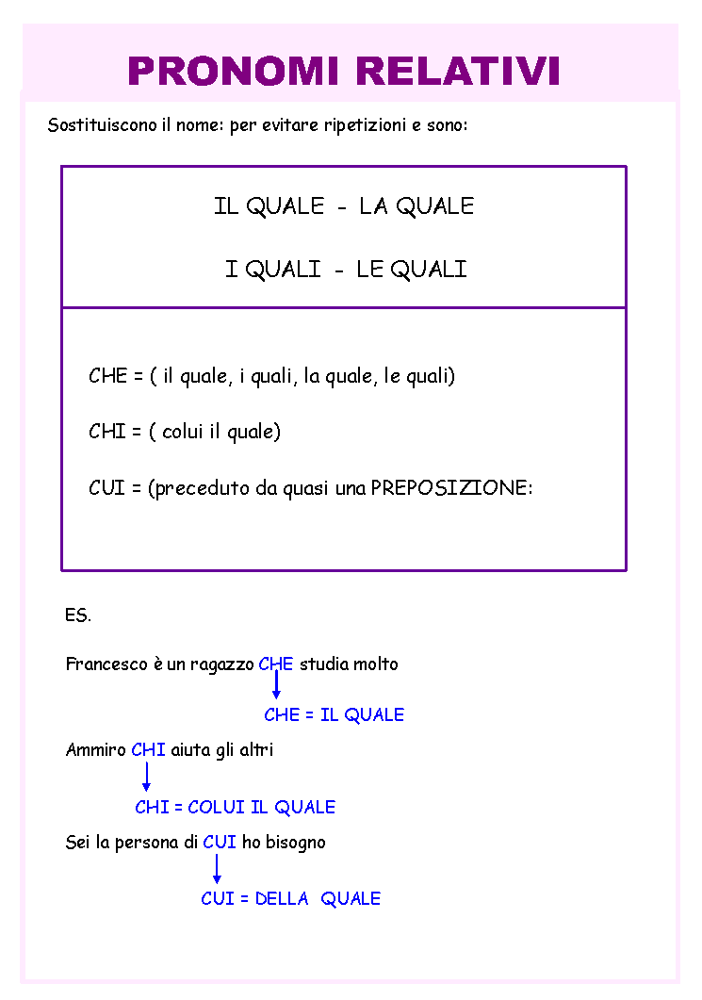 PRONOMI RELATIVI
Sostituiscono il nome: per evitare ripetizioni e sono:
IL QUALE - LA QUALE
I QUALI - LE QUALI
CHE = ( il quale, i quali, la quale, le quali)
CHI = ( colui il quale)
CUI = (preceduto da quasi una PREPOSIZIONE:
ES.
Francesco è un ragazzo CHE studia molto
CHE = IL QUALE
Ammiro CHI aiuta gli altri
CHI = COLUI IL QUALE
Sei la persona di CUI ho bisogno
CUI = DELLA QUALE